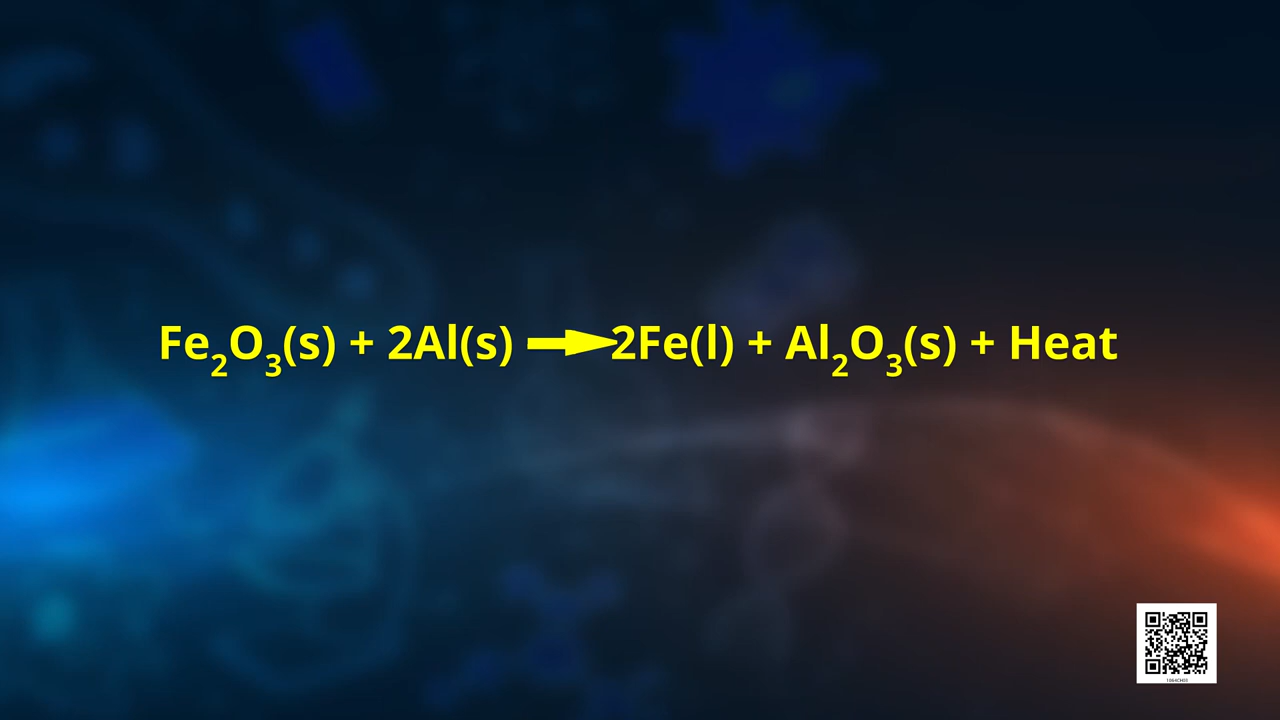 Fe₂O₃(s) + 2Al(s) ➡2Fe(l) + Al₂O₃(s) + Heat